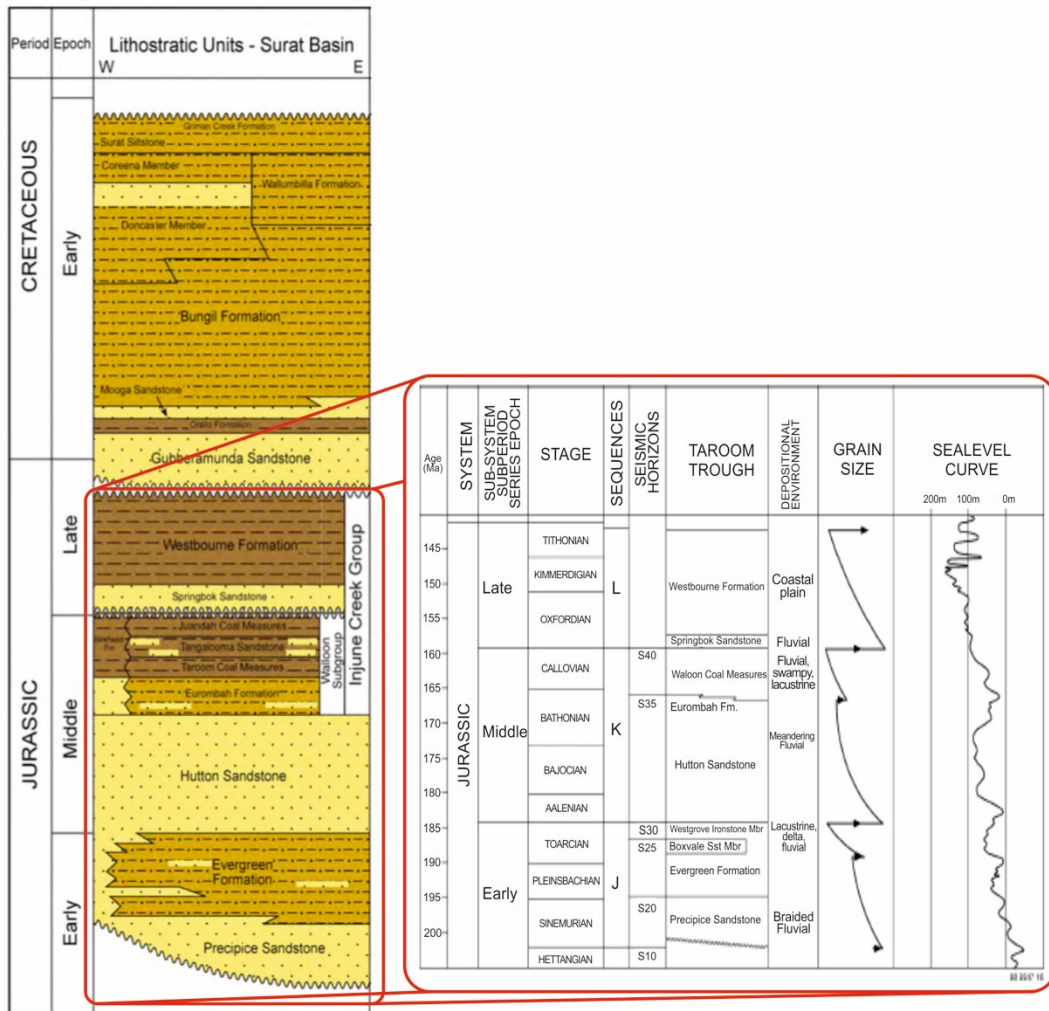 Period Epoch Lithostratic Units - Surat Basin
W E
CRETACEOUS
Early
Griman Creek Formation
Surat Siltstone
Coreena Member
Wallumbilla Formation
Doncaster Member
Bungil Formation
Mooga Sandstone
Orallo Formation
Gubberamunda Sandstone
JURASSIC
Late
Westbourne Formation
Springbok Sandstone
Injune Creek Group
Middle
Juandah Coal Measures
Birkhead Fm.
Tangalooma Sandstone
Taroom Coal Measures
Walloon Subgroup
Eurombah Formation
Hutton Sandstone
Early
Evergreen Formation
Precipice Sandstone
Age (Ma)
SYSTEM
SUB-SYSTEM
SUBPERIOD
SERIES EPOCH
STAGE
SEQUENCES
SEISMIC
HORIZONS
TAROOM
TROUGH
DEPOSITIONAL
ENVIRONMENT
GRAIN
SIZE
SEALEVEL
CURVE
200m 100m 0m
145
150
155
160
165
170
175
180
185
190
195
200
JURASSIC
Late
Middle
Early
TITHONIAN
KIMMERDIGIAN
OXFORDIAN
CALLOVIAN
BATHONIAN
BAJOCIAN
AALENIAN
TOARCIAN
PLEINSBACHIAN
SINEMURIAN
HETTANGIAN
L
K
J
S40
S35
S30
S25
S20
S10
Westbourne Formation
Springbok Sandstone
Waloon Coal Measures
Eurombah Fm.
Hutton Sandstone
Westgrove Ironstone Mbr
Boxvale Sst Mbr
Evergreen Formation
Precipice Sandstone
Coastal
plain
Fluvial
Fluvial,
swampy,
lacustrine
Meandering
Fluvial
Lacustrine,
delta,
fluvial
Braided
Fluvial